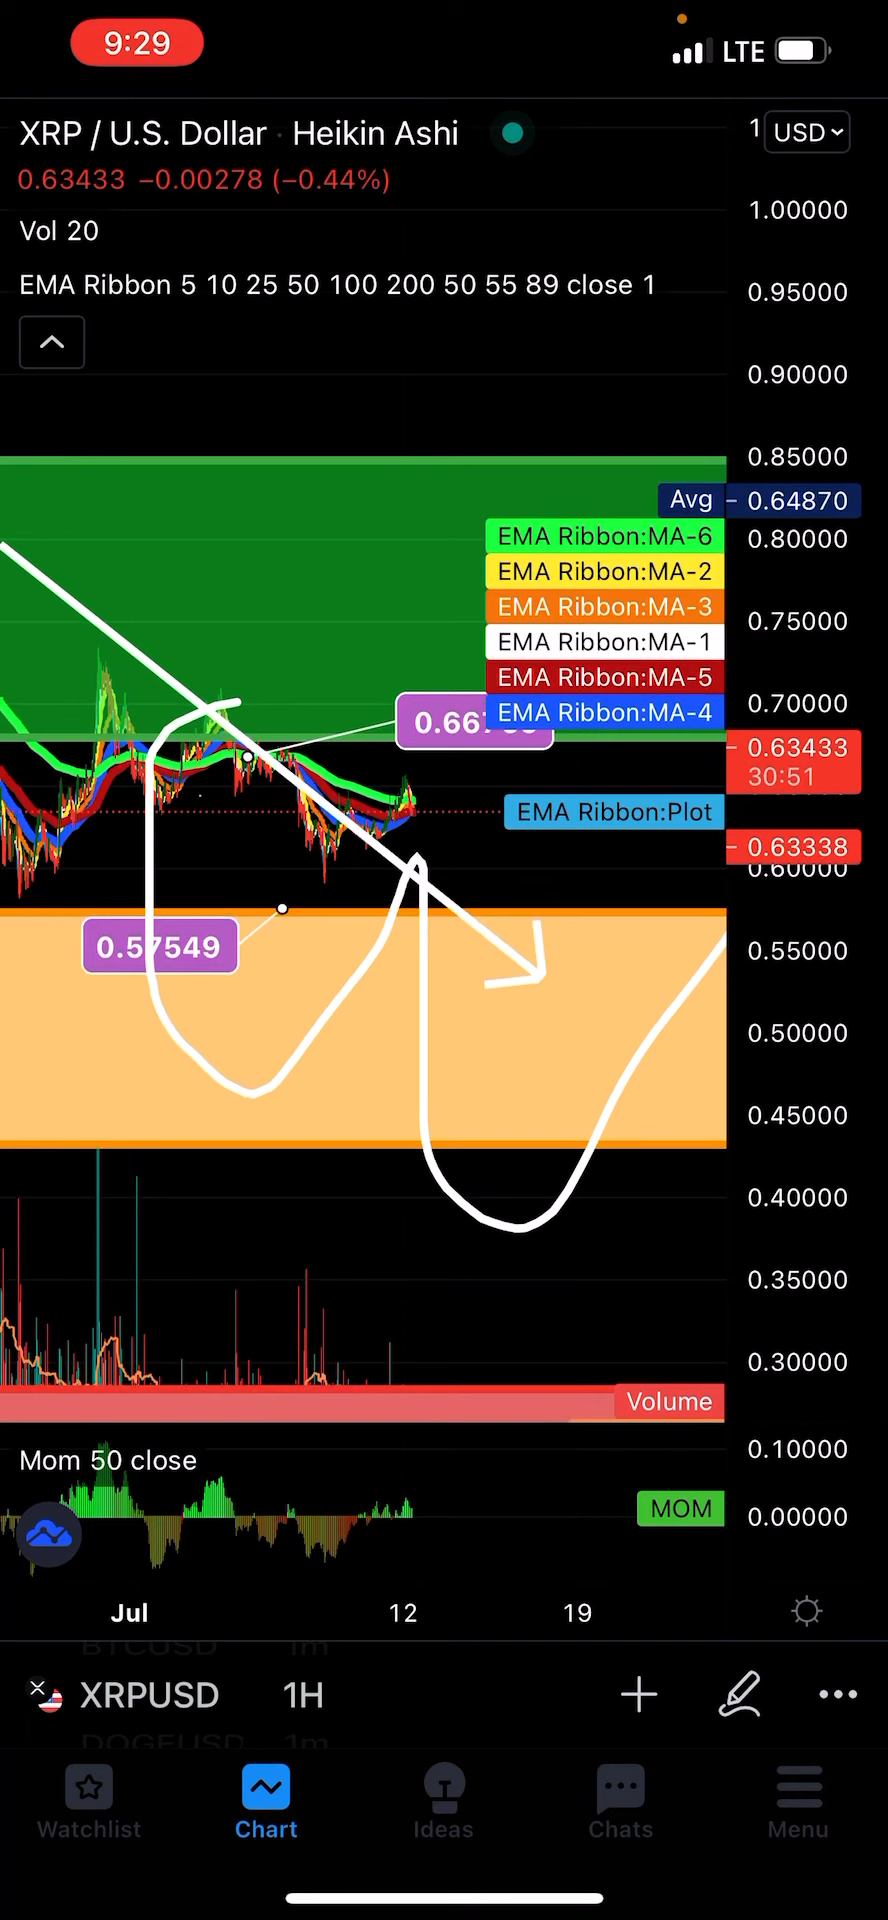 9:29
LTE
XRP / U.S. Dollar · Heikin Ashi
1 USD
0.63433 −0.00278 (−0.44%)
1.00000
Vol 20
EMA Ribbon 5 10 25 50 100 200 50 55 89 close 1
0.95000
0.90000
0.85000
Avg 0.64870
EMA Ribbon:MA-6
0.80000
EMA Ribbon:MA-2
EMA Ribbon:MA-3
0.75000
EMA Ribbon:MA-1
EMA Ribbon:MA-5
0.70000
EMA Ribbon:MA-4
0.63433
30:51
EMA Ribbon:Plot
0.63338
0.60000
0.57549
0.55000
0.50000
0.45000
0.40000
0.35000
0.30000
Volume
Mom 50 close
0.10000
MOM
0.00000
Jul 12 19
BTCUSD 1m
XRPUSD 1H
DOGEUSD 1m
Watchlist Chart Ideas Chats Menu